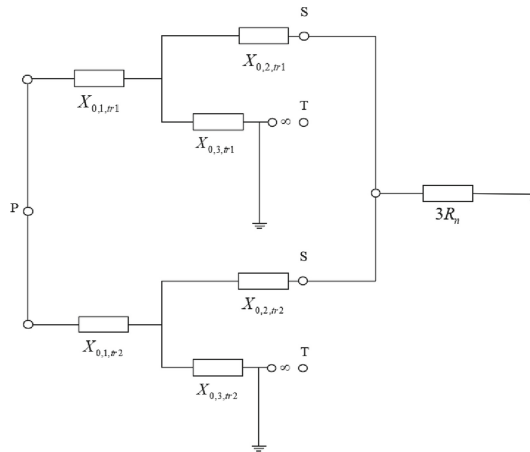 S
X0,2,tr1
X0,1,tr1
T
∞
X0,3,tr1
P
3Rn
S
X0,2,tr2
X0,1,tr2
T
∞
X0,3,tr2